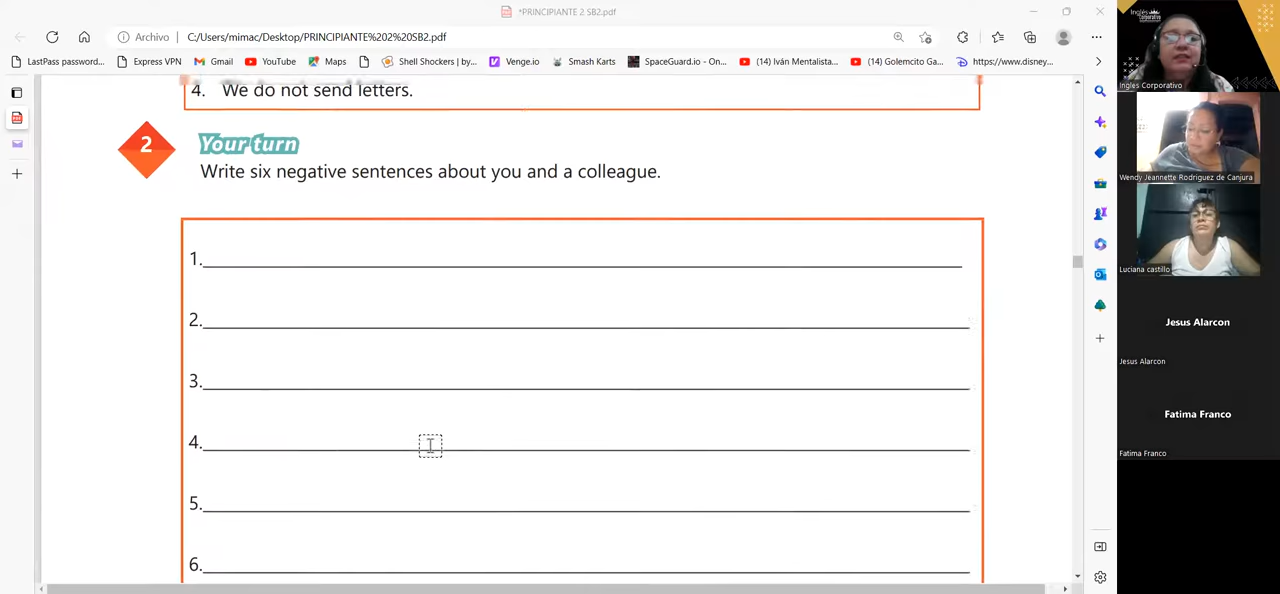 *PRINCIPIANTE 2 SB2.pdf
Archivo | C:/Users/mimac/Desktop/PRINCIPIANTE%202%20SB2.pdf
LastPass password... Express VPN Gmail YouTube Maps Shell Shockers | by... Venge.io Smash Karts SpaceGuard.io - On... (14) Iván Mentalista... (14) Golemcito Ga... https://www.disney...
4. We do not send letters.
2 Your turn
Write six negative sentences about you and a colleague.
1.
2.
3.
4.
5.
6.
Inglés
Corporativo
Ingles Corporativo
Wendy Jeannette Rodriguez de Canjura
Luciana castillo
Jesus Alarcon
Jesus Alarcon
Fatima Franco
Fatima Franco